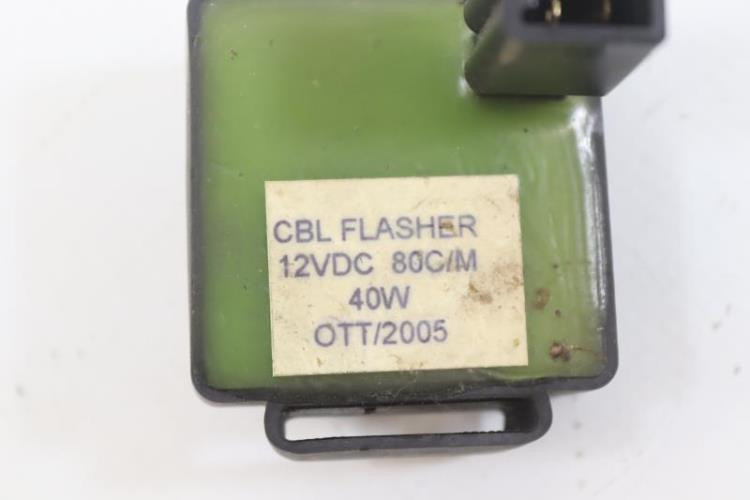 CBL FLASHER
12VDC 80C/M
40W
OTT/2005